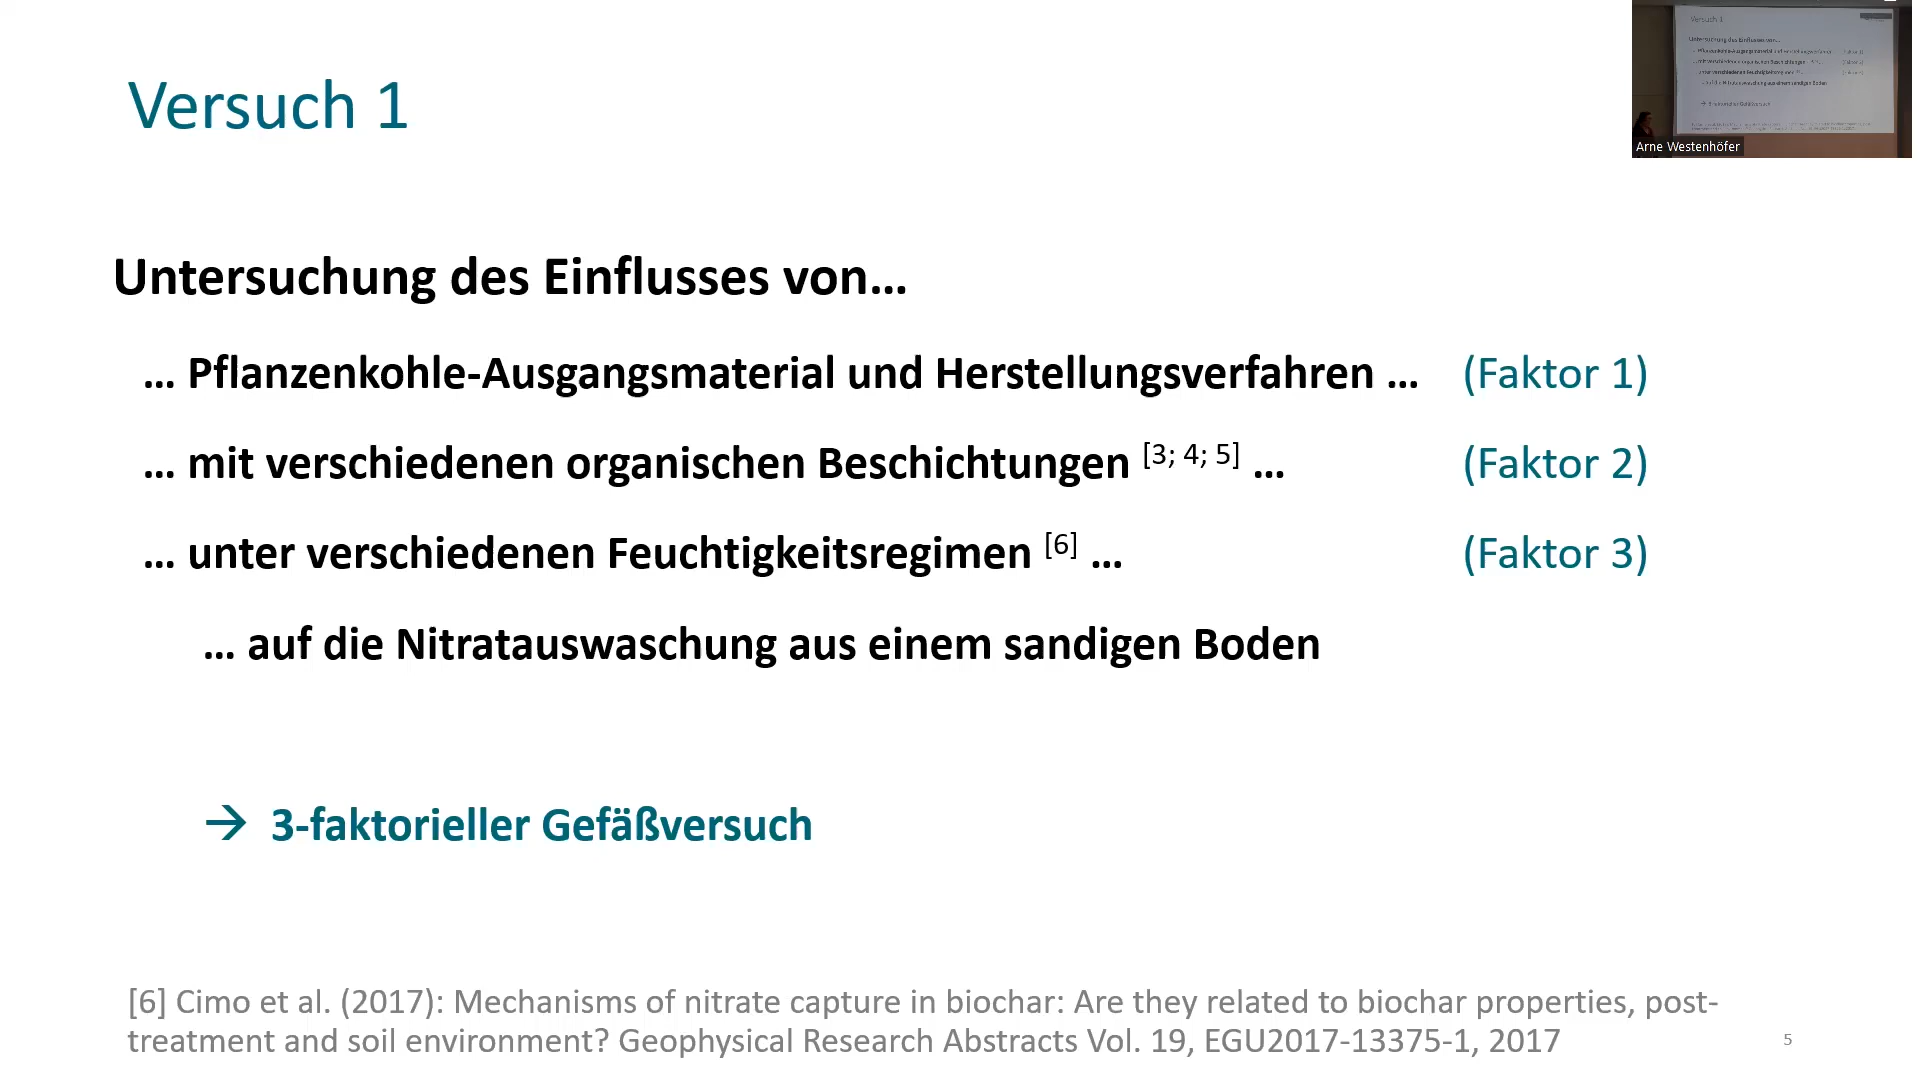 Versuch 1
Arne Westenhöfer
Untersuchung des Einflusses von…
… Pflanzenkohle-Ausgangsmaterial und Herstellungsverfahren … (Faktor 1)
… mit verschiedenen organischen Beschichtungen [3; 4; 5] … (Faktor 2)
… unter verschiedenen Feuchtigkeitsregimen [6] … (Faktor 3)
… auf die Nitratauswaschung aus einem sandigen Boden
→ 3-faktorieller Gefäßversuch
[6] Cimo et al. (2017): Mechanisms of nitrate capture in biochar: Are they related to biochar properties, post-
treatment and soil environment? Geophysical Research Abstracts Vol. 19, EGU2017-13375-1, 2017
5